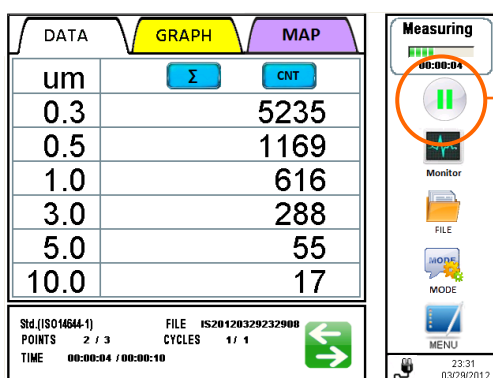 DATA GRAPH MAP
um Σ CNT
0.3 5235
0.5 1169
1.0 616
3.0 288
5.0 55
10.0 17
Std.(ISO14644-1) FILE IS20120329232908
POINTS 2 / 3 CYCLES 1/ 1
TIME 00:00:04 / 00:00:10
Measuring
00:00:04
Monitor
FILE
MODE
MODE
MENU
23:31
03/29/2012